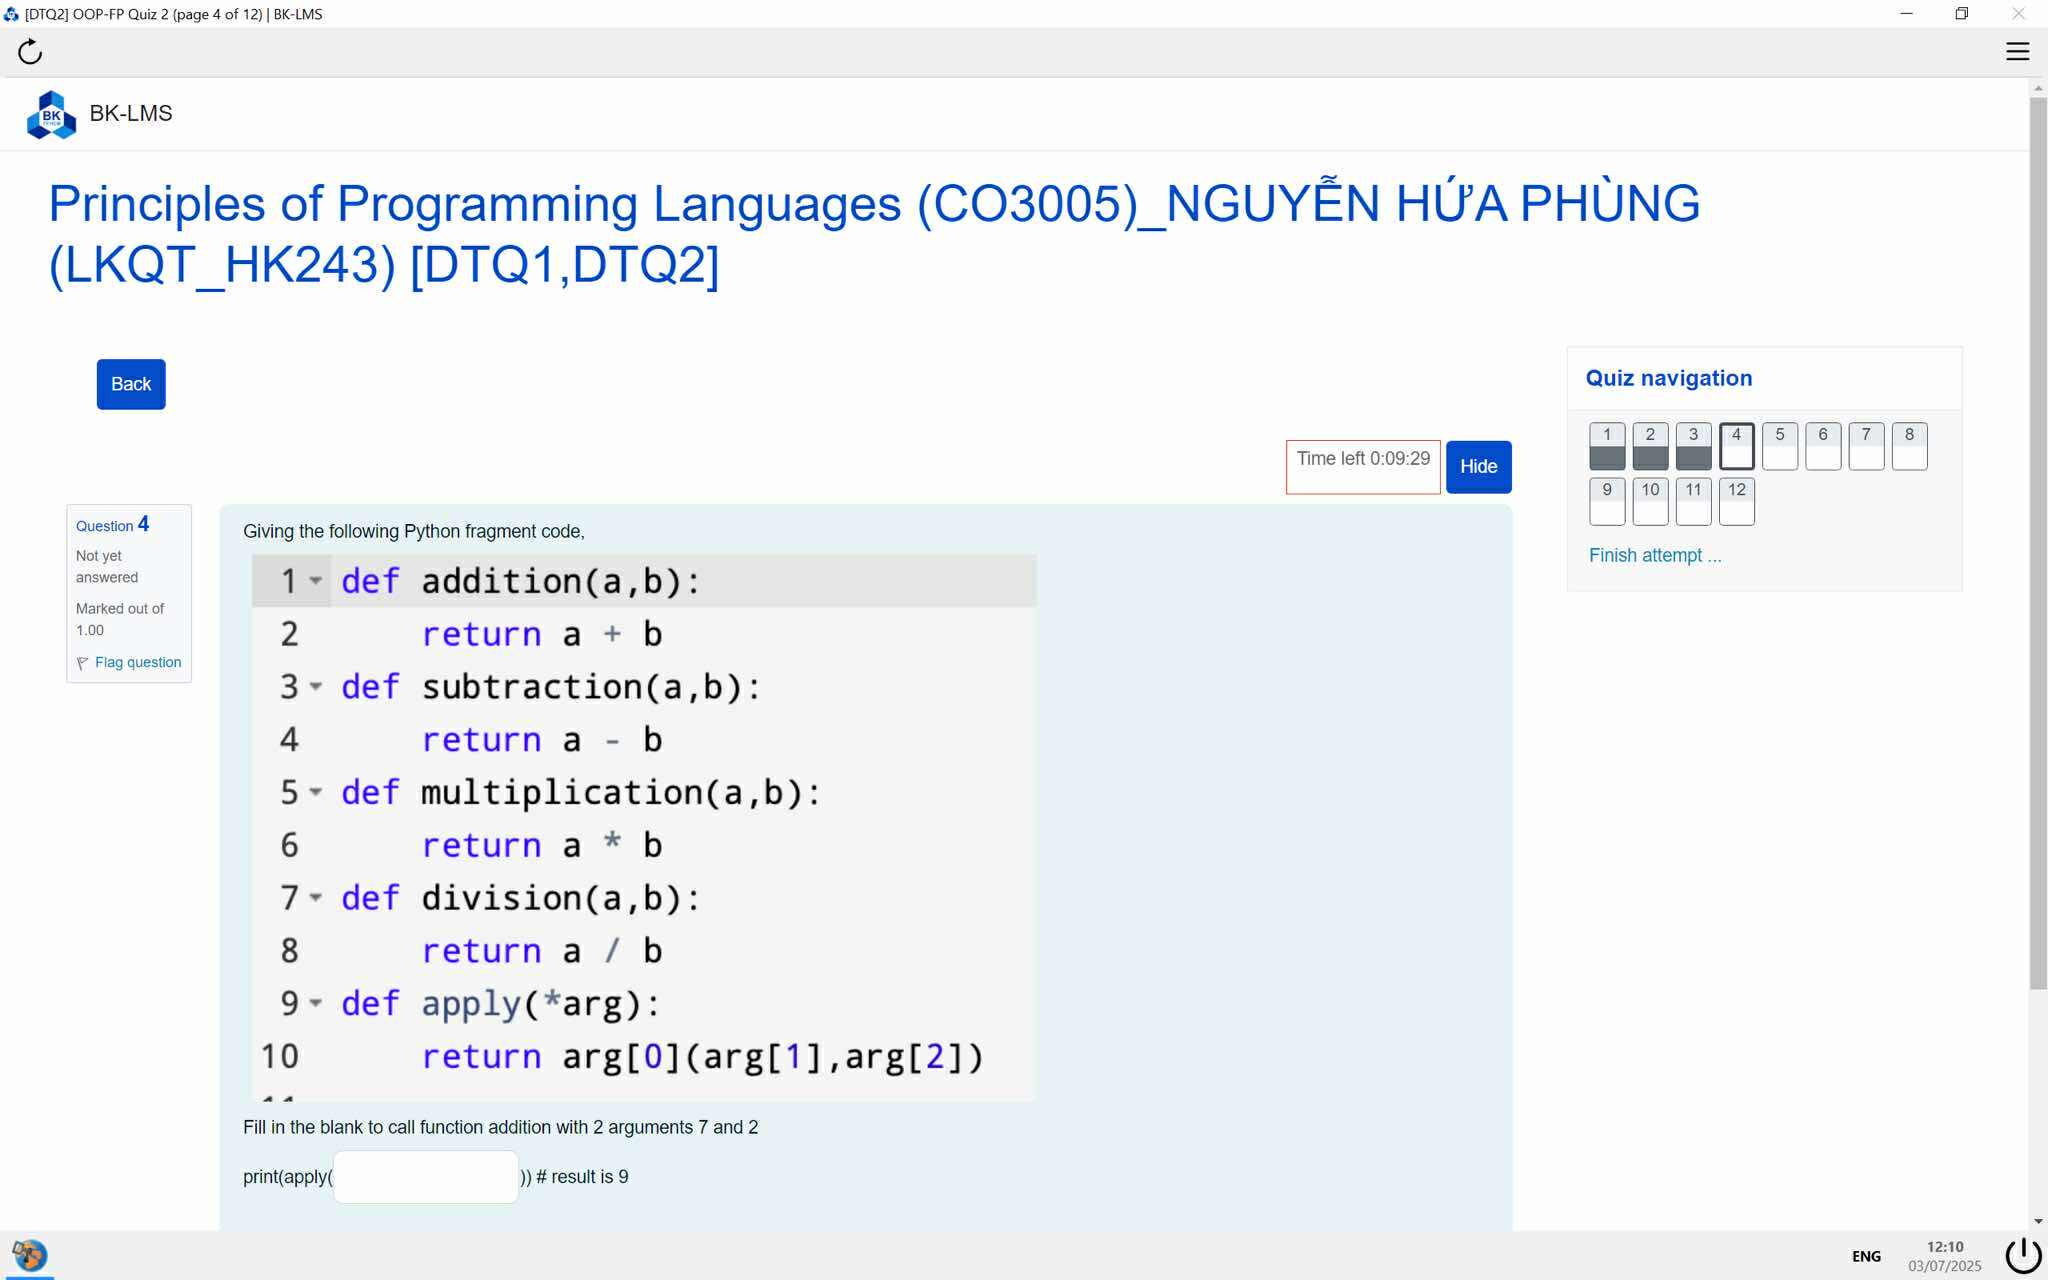 [DTQ2] OOP-FP Quiz 2 (page 4 of 12) | BK-LMS
BK
BK-LMS
Principles of Programming Languages (CO3005)_NGUYỄN HỨA PHÙNG
(LKQT_HK243) [DTQ1,DTQ2]
Back
Quiz navigation
1 2 3 4 5 6 7 8
9 10 11 12
Finish attempt ...
Time left 0:09:29
Hide
Question 4
Not yet
answered
Marked out of
1.00
Flag question
Giving the following Python fragment code,
1 def addition(a,b):
2 return a + b
3 def subtraction(a,b):
4 return a - b
5 def multiplication(a,b):
6 return a * b
7 def division(a,b):
8 return a / b
9 def apply(*arg):
10 return arg[0](arg[1],arg[2])
Fill in the blank to call function addition with 2 arguments 7 and 2
print(apply( )) # result is 9
ENG
12:10
03/07/2025